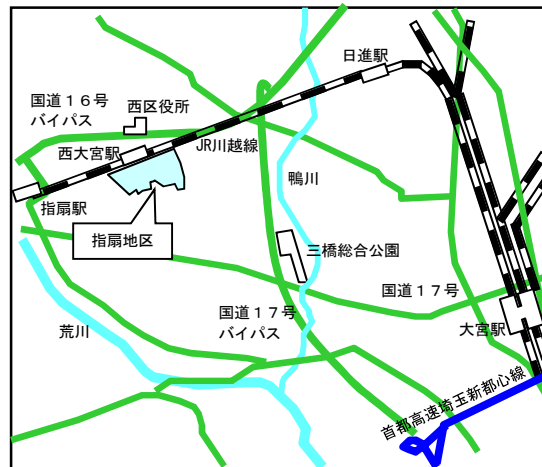 日進駅
国道１６号
バイパス
西区役所
西大宮駅
JR川越線
鴨川
指扇駅
指扇地区
三橋総合公園
国道１７号
国道１７号
バイパス
大宮駅
荒川
首都高速埼玉新都心線